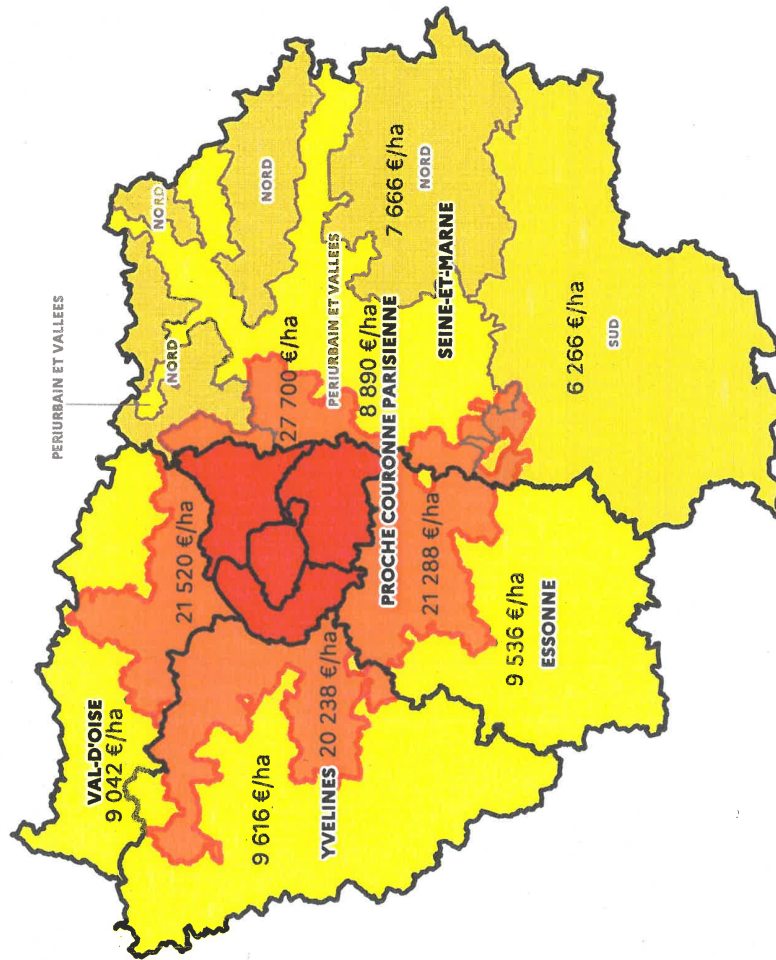 PERIURBAIN ET VALLEES
NORD
NORD
NORD
VAL-D'OISE
9 042 €/ha
21 520 €/ha
27 700 €/ha
PERIURBAIN ET VALLEES
8 890 €/ha
7 666 €/ha
NORD
9 616 €/ha
YVELINES
20 238 €/ha
PROCHE COURONNE PARISIENNE
21 288 €/ha
SEINE-ET-MARNE
9 536 €/ha
ESSONNE
6 266 €/ha
SUD